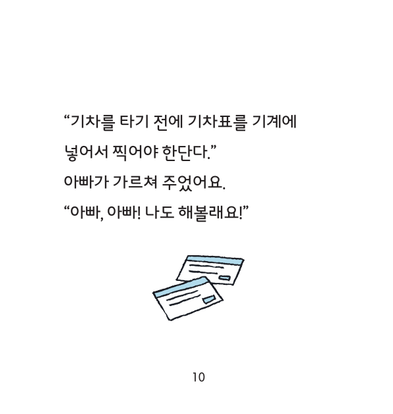 “기차를 타기 전에 기차표를 기계에
넣어서 찍어야 한단다.”
아빠가 가르쳐 주었어요.
“아빠, 아빠! 나도 해볼래요!”
10